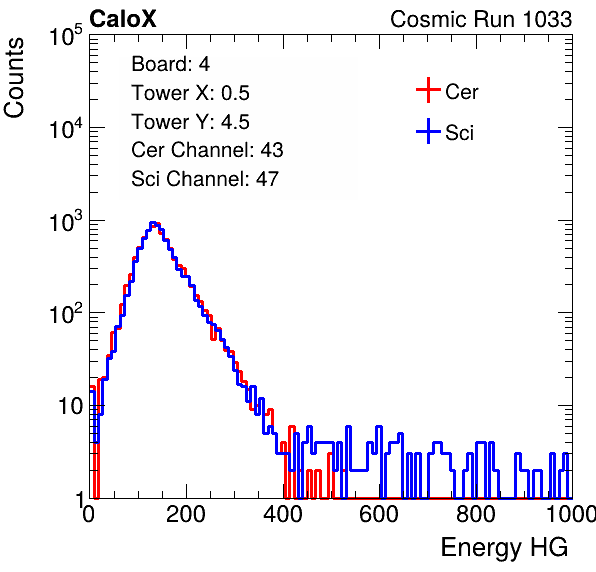 CaloX
Cosmic Run 1033
Counts
Board: 4
Tower X: 0.5
Tower Y: 4.5
Cer Channel: 43
Sci Channel: 47
Cer
Sci
10^5
10^4
10^3
10^2
10
1
0 200 400 600 800 1000
Energy HG